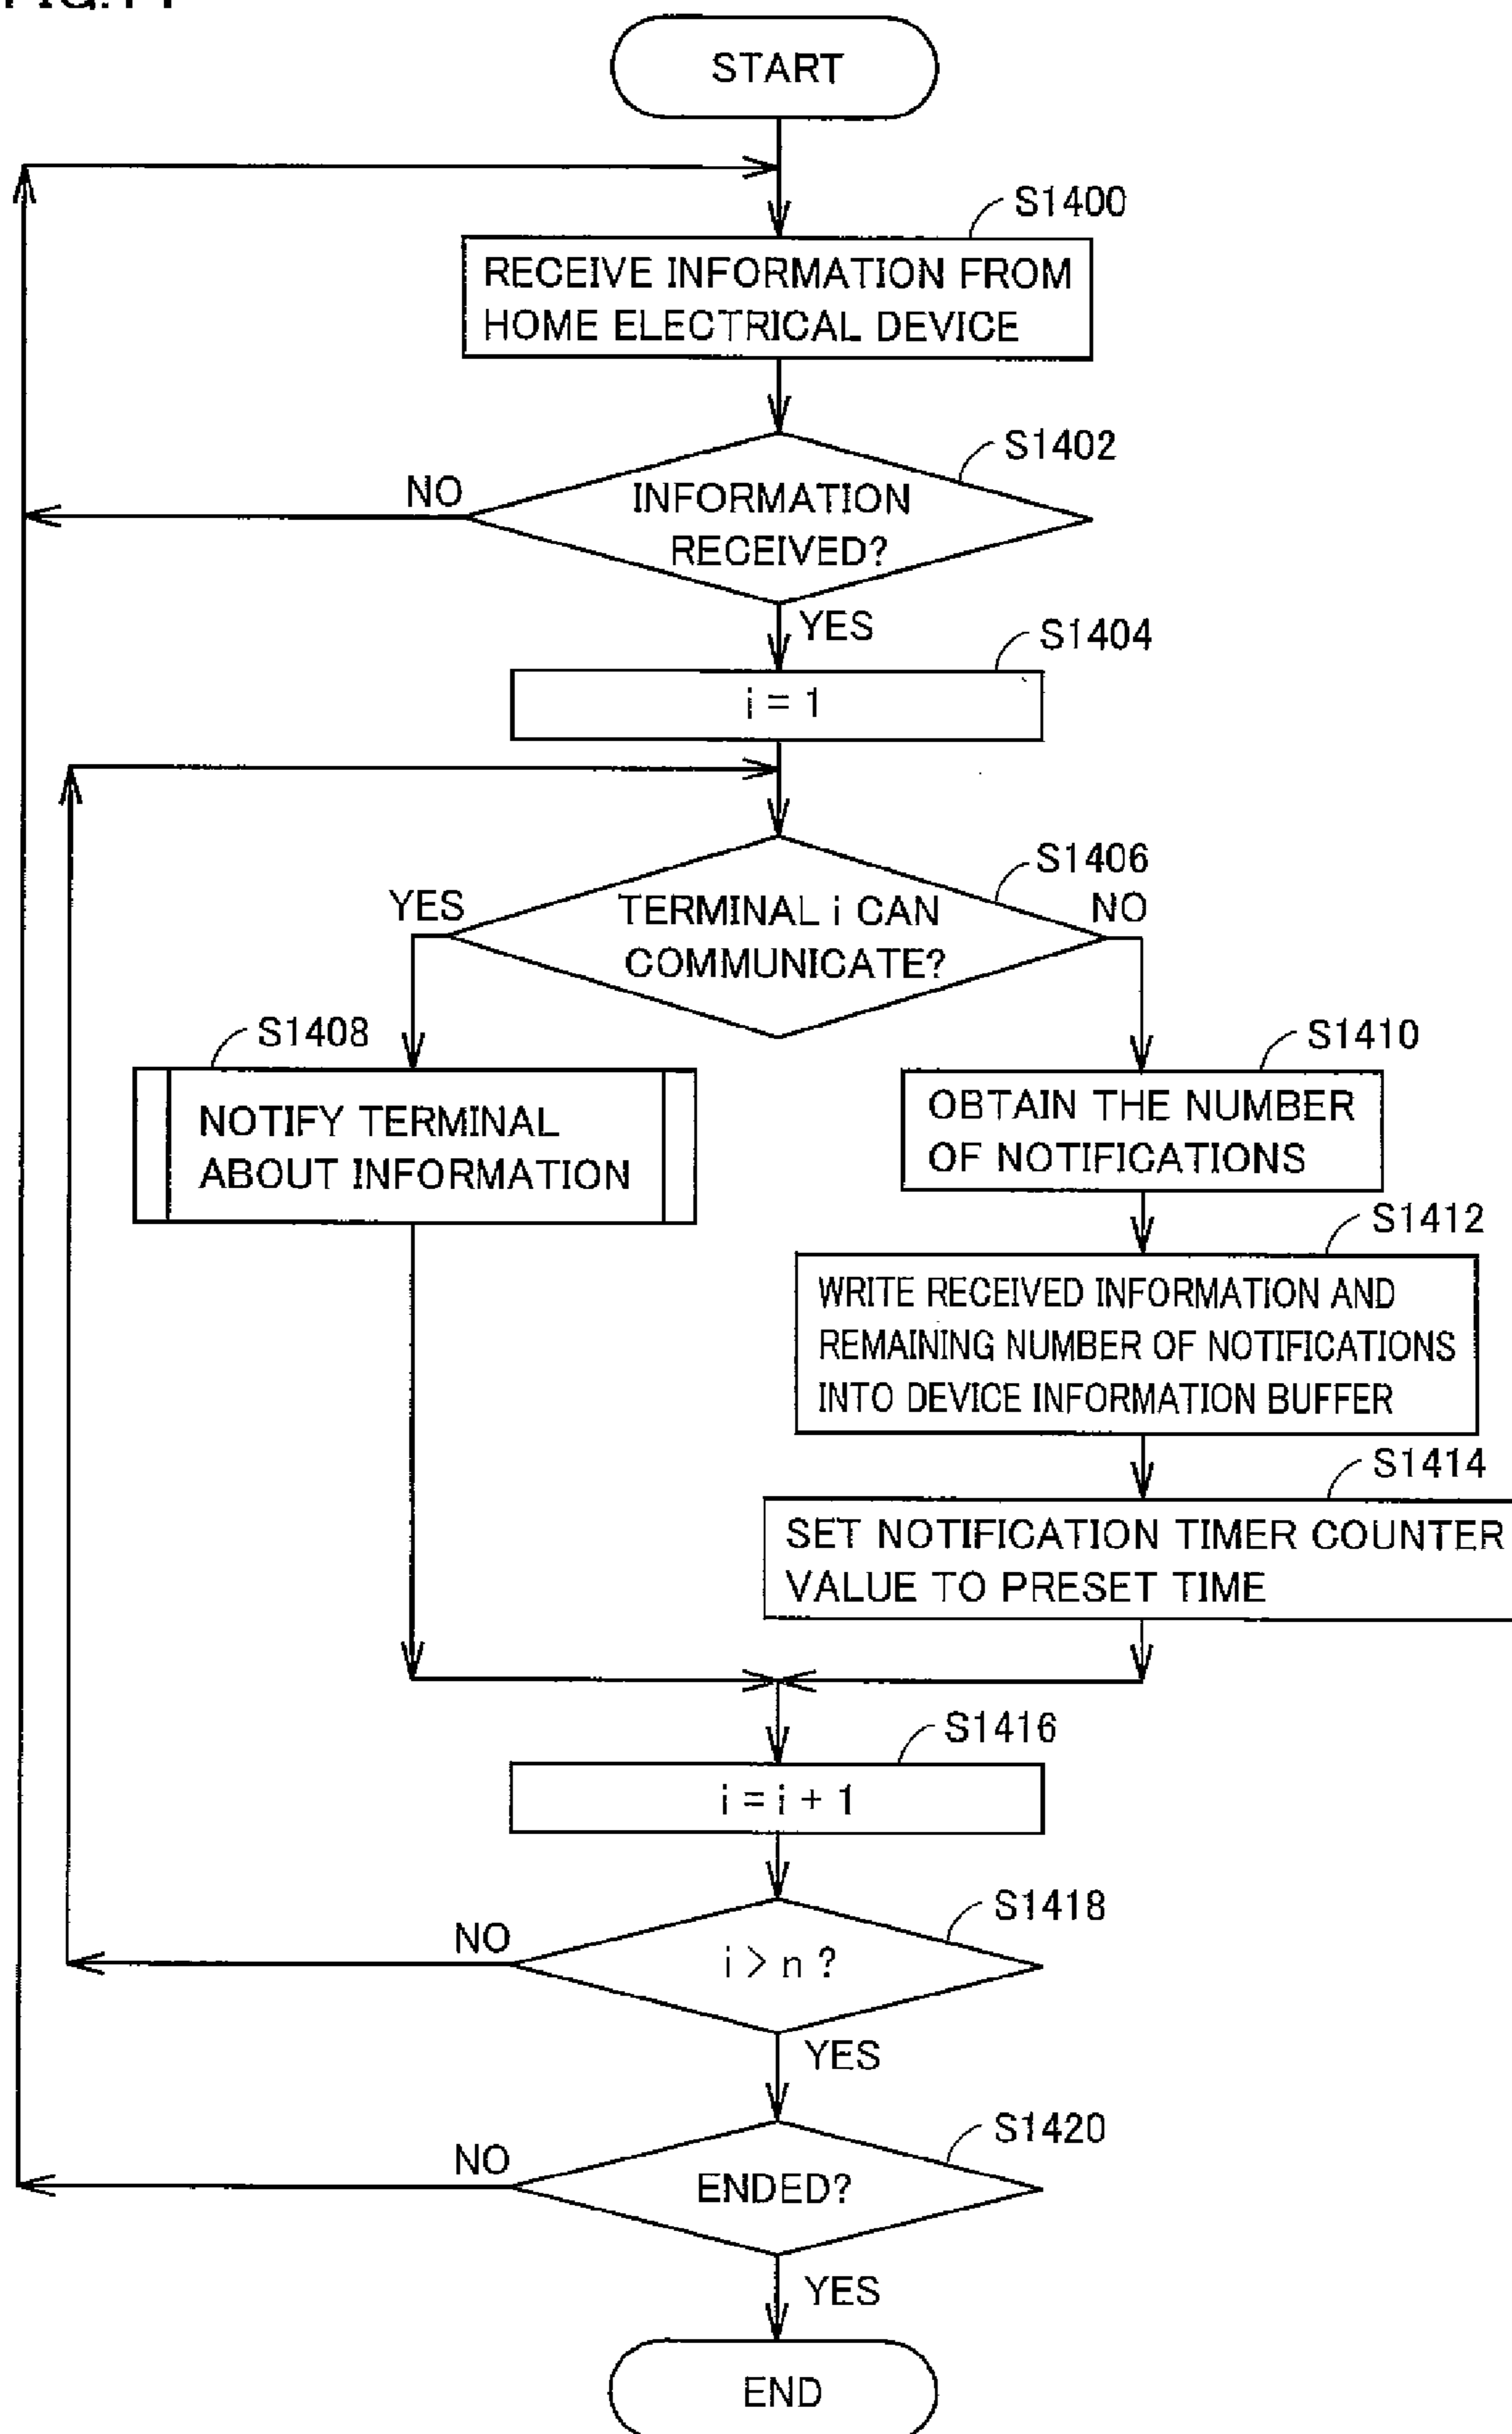 START
S1400
RECEIVE INFORMATION FROM
HOME ELECTRICAL DEVICE
S1402
NO
INFORMATION
RECEIVED?
YES
S1404
i = 1
S1406
YES
TERMINAL i CAN
COMMUNICATE?
NO
S1408
NOTIFY TERMINAL
ABOUT INFORMATION
S1410
OBTAIN THE NUMBER
OF NOTIFICATIONS
S1412
WRITE RECEIVED INFORMATION AND
REMAINING NUMBER OF NOTIFICATIONS
INTO DEVICE INFORMATION BUFFER
S1414
SET NOTIFICATION TIMER COUNTER
VALUE TO PRESET TIME
S1416
i = i + 1
S1418
NO
i > n ?
YES
S1420
NO
ENDED?
YES
END